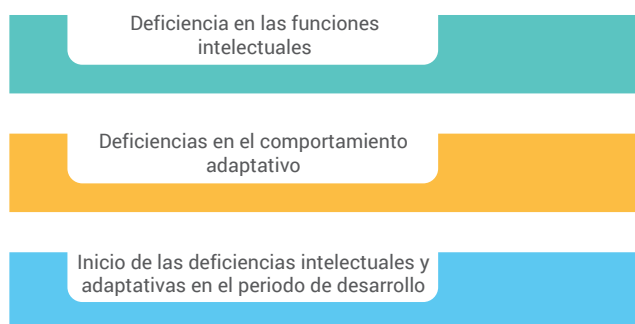 Deficiencia en las funciones
intelectuales
Deficiencias en el comportamiento
adaptativo
Inicio de las deficiencias intelectuales y
adaptativas en el periodo de desarrollo